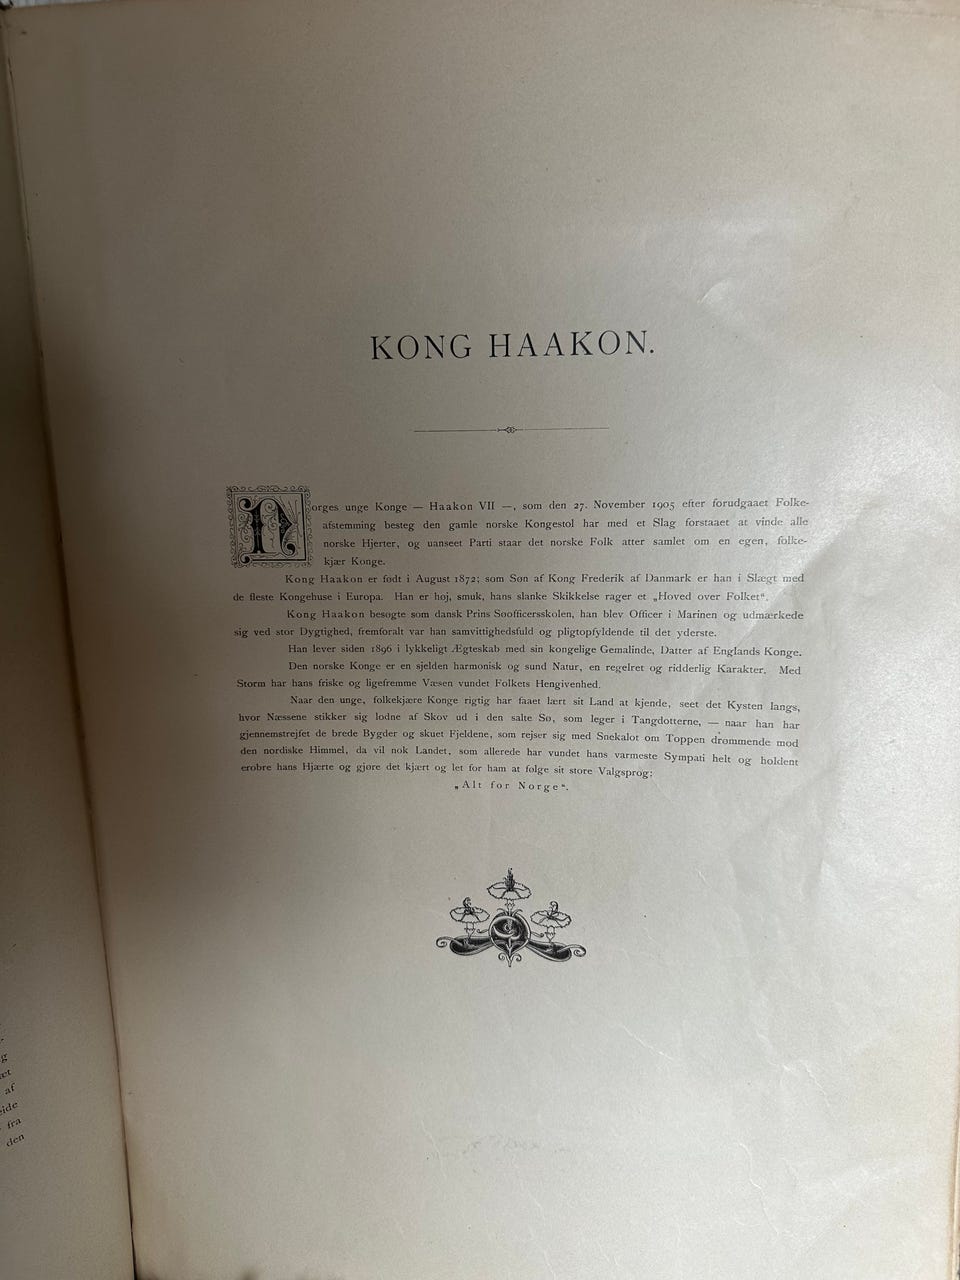 KONG HAAKON.
Norges unge Konge — Haakon VII —, som den 27. November 1905 efter forudgaaet Folke-
afstemming besteg den gamle norske Kongestol har med et Slag forstaaet at vinde alle
norske Hjerter, og uanseet Parti staar det norske Folk atter samlet om en egen, folke-
kjær Konge.
Kong Haakon er født i August 1872; som Søn af Kong Frederik af Danmark er han i Slægt med
de fleste Kongehuse i Europa. Han er høj, smuk, hans slanke Skikkelse rager et „Hoved over Folket“.
Kong Haakon besøgte som dansk Prins Søofficersskolen, han blev Officer i Marinen og udmærkede
sig ved stor Dygtighed, fremforalt var han samvittighedsfuld og pligtopfyldende til det yderste.
Han lever siden 1896 i lykkeligt Ægteskab med sin kongelige Gemalinde, Datter af Englands Konge.
Den norske Konge er en sjelden harmonisk og sund Natur, en regelret og ridderlig Karakter. Med
Storm har hans friske og ligefremme Væsen vundet Folkets Hengivenhed.
Naar den unge, folkekjære Konge rigtig har faaet lært sit Land at kjende, seet det Kysten langs,
hvor Næssene stikker sig lodne af Skov ud i den salte Sø, som leger i Tangdotterne, — naar han har
gjennemstrejfet de brede Bygder og skuet Fjeldene, som rejser sig med Snekalot om Toppen drømmende mod
den nordiske Himmel, da vil nok Landet, som allerede har vundet hans varmeste Sympati helt og holdent
erobre hans Hjærte og gjøre det kjært og let for ham at følge sit store Valgsprog:
„Alt for Norge“.
g
æt
af
fra
den